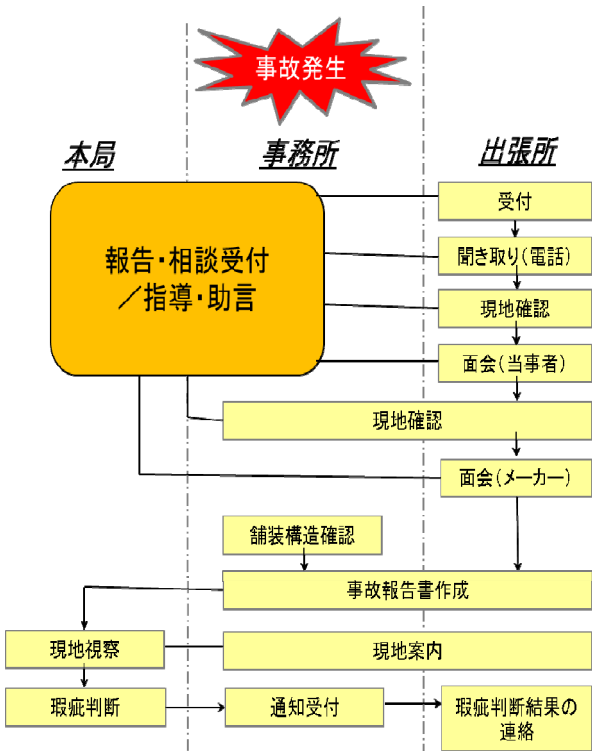 事故発生
本局
事務所
出張所
受付
報告・相談受付
／指導・助言
聞き取り(電話)
現地確認
面会(当事者)
現地確認
面会(メーカー)
舗装構造確認
事故報告書作成
現地視察
現地案内
瑕疵判断
通知受付
瑕疵判断結果の
連絡